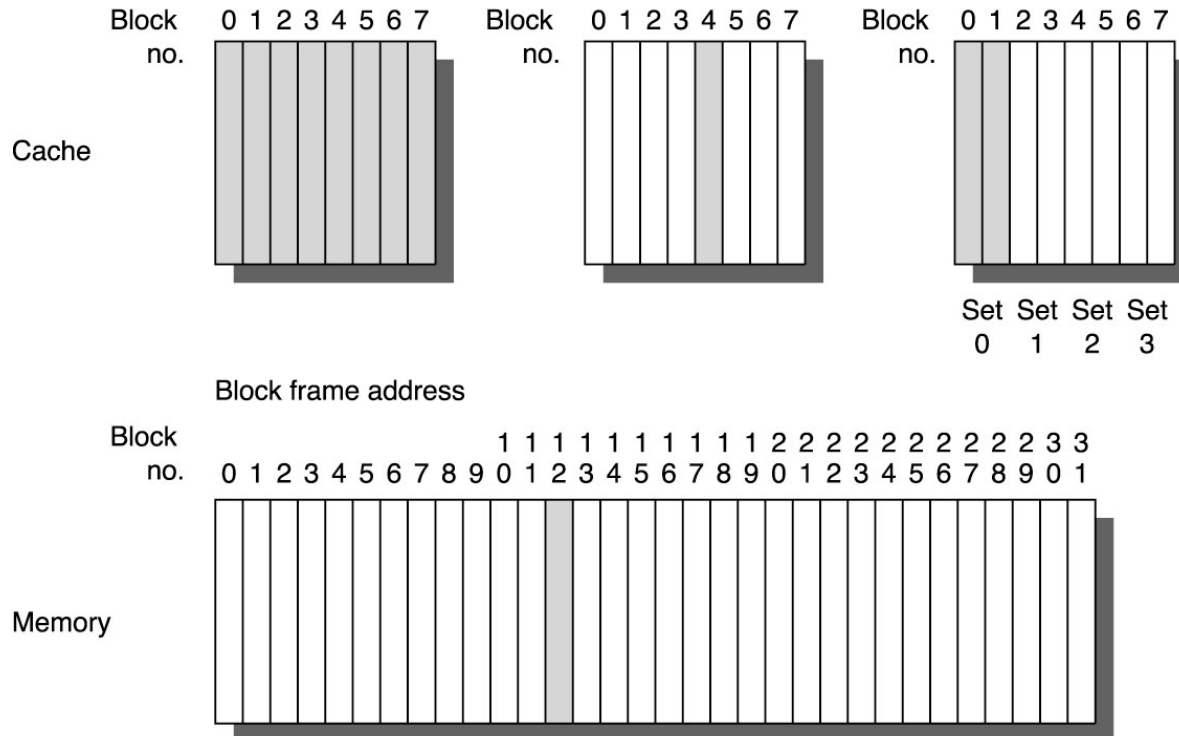 Block 0 1 2 3 4 5 6 7 Block 0 1 2 3 4 5 6 7 Block 0 1 2 3 4 5 6 7
no. no. no.
Cache
Set Set Set Set
0 1 2 3
Block frame address
Block 1 1 1 1 1 1 1 1 1 1 2 2 2 2 2 2 2 2 2 2 3 3
no. 0 1 2 3 4 5 6 7 8 9 0 1 2 3 4 5 6 7 8 9 0 1 2 3 4 5 6 7 8 9 0 1
Memory